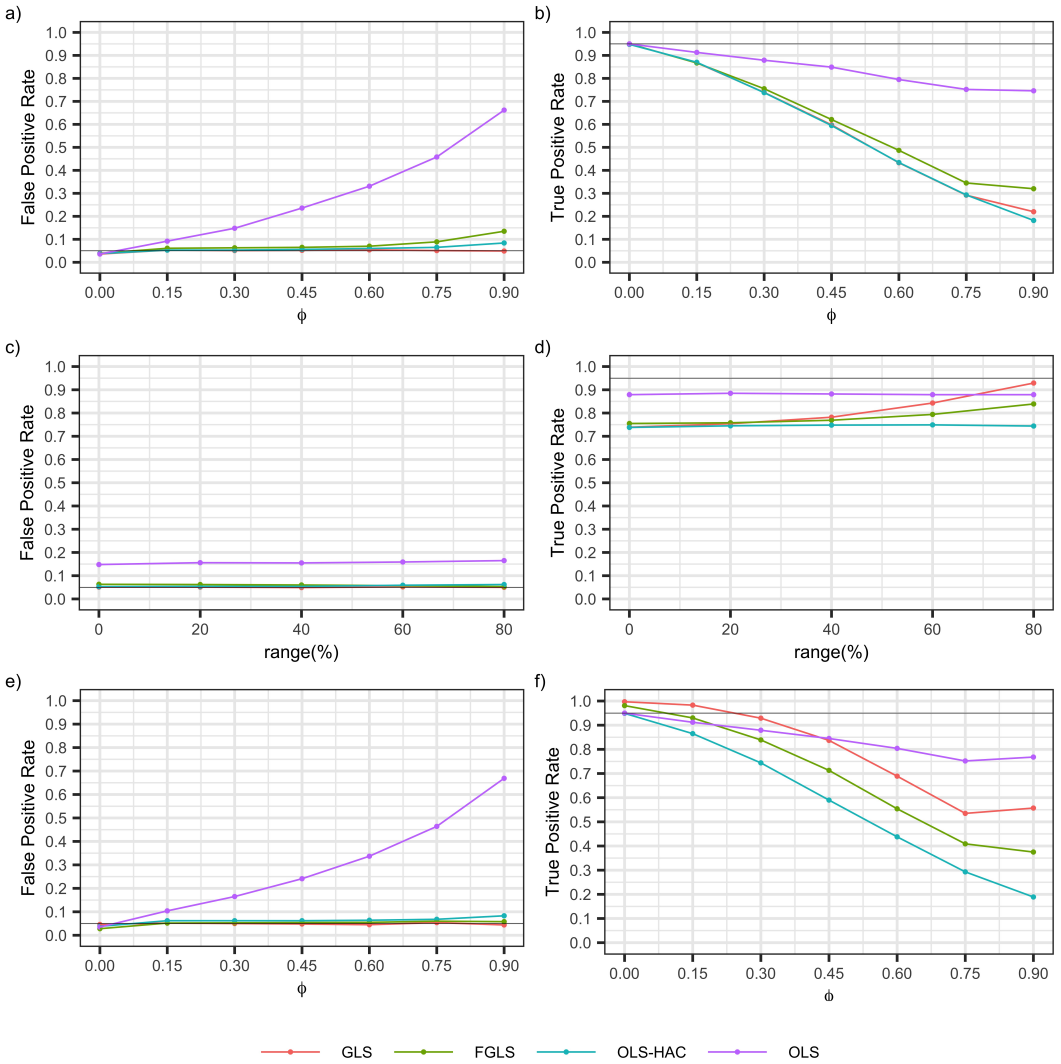 a)
False Positive Rate
1.0
0.9
0.8
0.7
0.6
0.5
0.4
0.3
0.2
0.1
0.0
0.00 0.15 0.30 0.45 0.60 0.75 0.90
ϕ
b)
True Positive Rate
1.0
0.9
0.8
0.7
0.6
0.5
0.4
0.3
0.2
0.1
0.0
0.00 0.15 0.30 0.45 0.60 0.75 0.90
ϕ
c)
False Positive Rate
1.0
0.9
0.8
0.7
0.6
0.5
0.4
0.3
0.2
0.1
0.0
0 20 40 60 80
range(%)
d)
True Positive Rate
1.0
0.9
0.8
0.7
0.6
0.5
0.4
0.3
0.2
0.1
0.0
0 20 40 60 80
range(%)
e)
False Positive Rate
1.0
0.9
0.8
0.7
0.6
0.5
0.4
0.3
0.2
0.1
0.0
0.00 0.15 0.30 0.45 0.60 0.75 0.90
ϕ
f)
True Positive Rate
1.0
0.9
0.8
0.7
0.6
0.5
0.4
0.3
0.2
0.1
0.0
0.00 0.15 0.30 0.45 0.60 0.75 0.90
ϕ
GLS FGLS OLS-HAC OLS